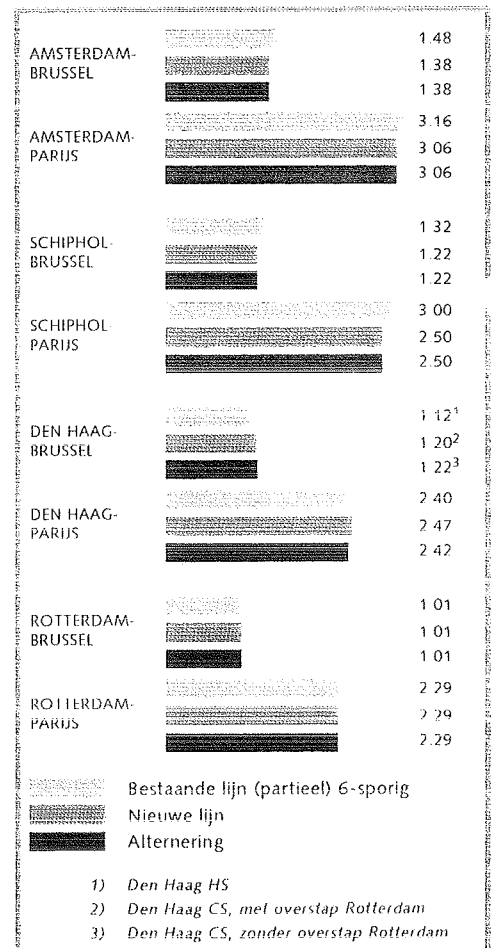 AMSTERDAM-
BRUSSEL
1.48
1 38
1 38
AMSTERDAM-
PARIJS
3.16
3 06
3 06
SCHIPHOL-
BRUSSEL
1 32
1 22
1 22
SCHIPHOL-
PARIJS
3 00
2 50
2 50
DEN HAAG-
BRUSSEL
1 12¹
1 20²
1 22³
DEN HAAG-
PARIJS
2 40
2 47
2 42
ROTTERDAM-
BRUSSEL
1 01
1 01
1 01
ROTTERDAM-
PARIJS
2 29
2 29
2.29
Bestaande lijn (partieel) 6-sporig
Nieuwe lijn
Alternering
1) Den Haag HS
2) Den Haag CS, met overstap Rotterdam
3) Den Haag CS, zonder overstap Rotterdam